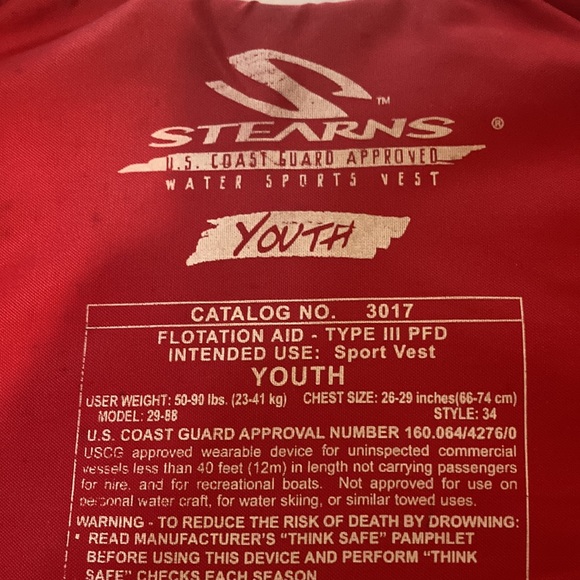 STEARNS ®
™
U.S. COAST GUARD APPROVED
WATER SPORTS VEST
YOUTH
CATALOG NO. 3017
FLOTATION AID - TYPE III PFD
INTENDED USE: Sport Vest
YOUTH
USER WEIGHT: 50-90 lbs. (23-41 kg) CHEST SIZE: 26-29 inches(66-74 cm)
MODEL: 29-88 STYLE: 34
U.S. COAST GUARD APPROVAL NUMBER 160.064/4276/0
USCG approved wearable device for uninspected commercial
vessels less than 40 feet (12m) in length not carrying passengers
for hire, and for recreational boats. Not approved for use on
personal water craft, for water skiing, or similar towed uses.
WARNING - TO REDUCE THE RISK OF DEATH BY DROWNING:
* READ MANUFACTURER'S "THINK SAFE" PAMPHLET
BEFORE USING THIS DEVICE AND PERFORM "THINK
SAFE" CHECKS EACH SEASON